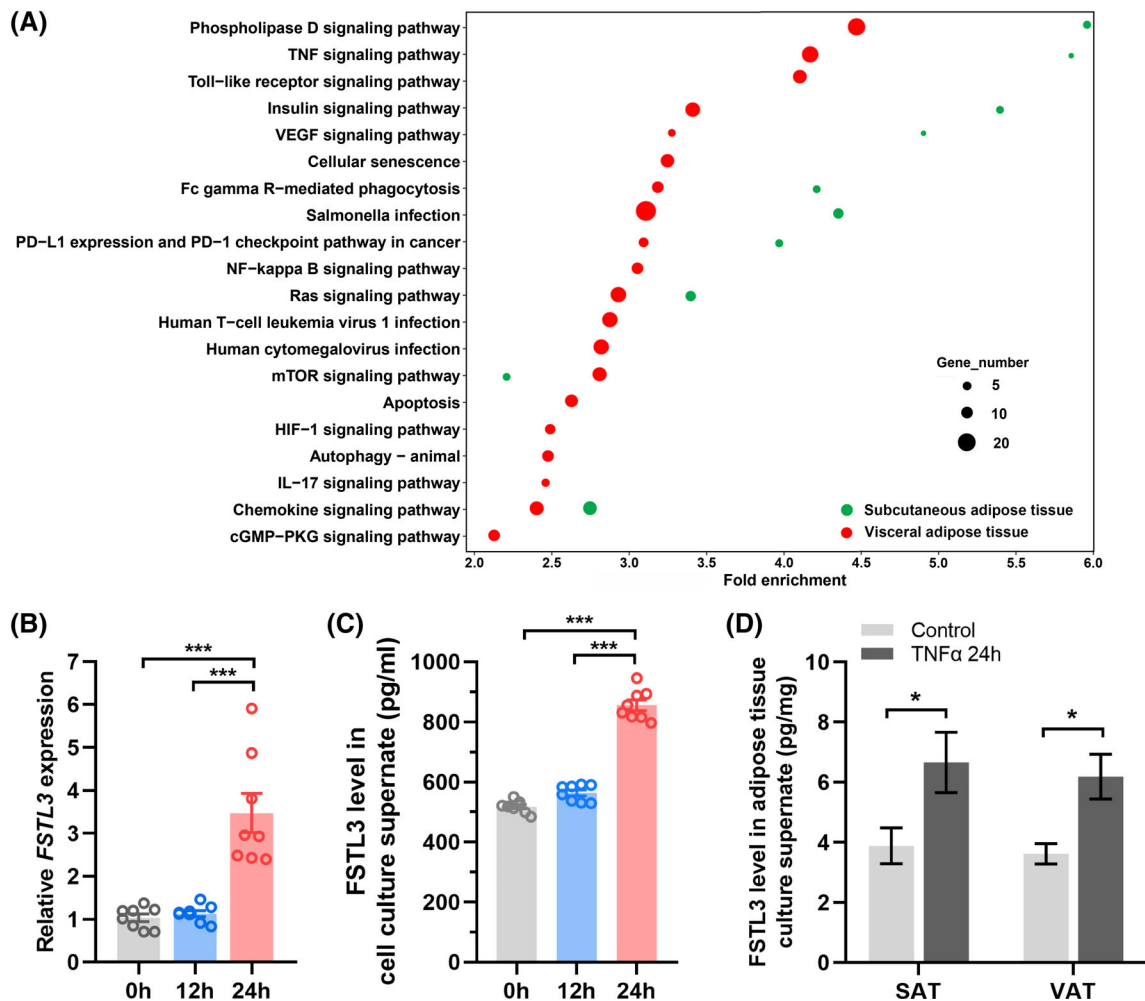 (A)
Phospholipase D signaling pathway
TNF signaling pathway
Toll−like receptor signaling pathway
Insulin signaling pathway
VEGF signaling pathway
Cellular senescence
Fc gamma R−mediated phagocytosis
Salmonella infection
PD−L1 expression and PD−1 checkpoint pathway in cancer
NF−kappa B signaling pathway
Ras signaling pathway
Human T−cell leukemia virus 1 infection
Human cytomegalovirus infection
mTOR signaling pathway
Apoptosis
HIF−1 signaling pathway
Autophagy − animal
IL−17 signaling pathway
Chemokine signaling pathway
cGMP−PKG signaling pathway
Gene_number
5
10
20
Subcutaneous adipose tissue
Visceral adipose tissue
2.0 2.5 3.0 3.5 4.0 4.5 5.0 5.5 6.0
Fold enrichment
(B)
Relative FSTL3 expression
7
6
5
4
3
2
1
0
***
***
0h 12h 24h
(C)
FSTL3 level in
cell culture supernate (pg/ml)
1000
800
600
400
200
0
***
***
0h 12h 24h
(D)
Control
TNFα 24h
FSTL3 level in adipose tissue
culture supernate (pg/mg)
10
8
6
4
2
0
*
*
SAT VAT